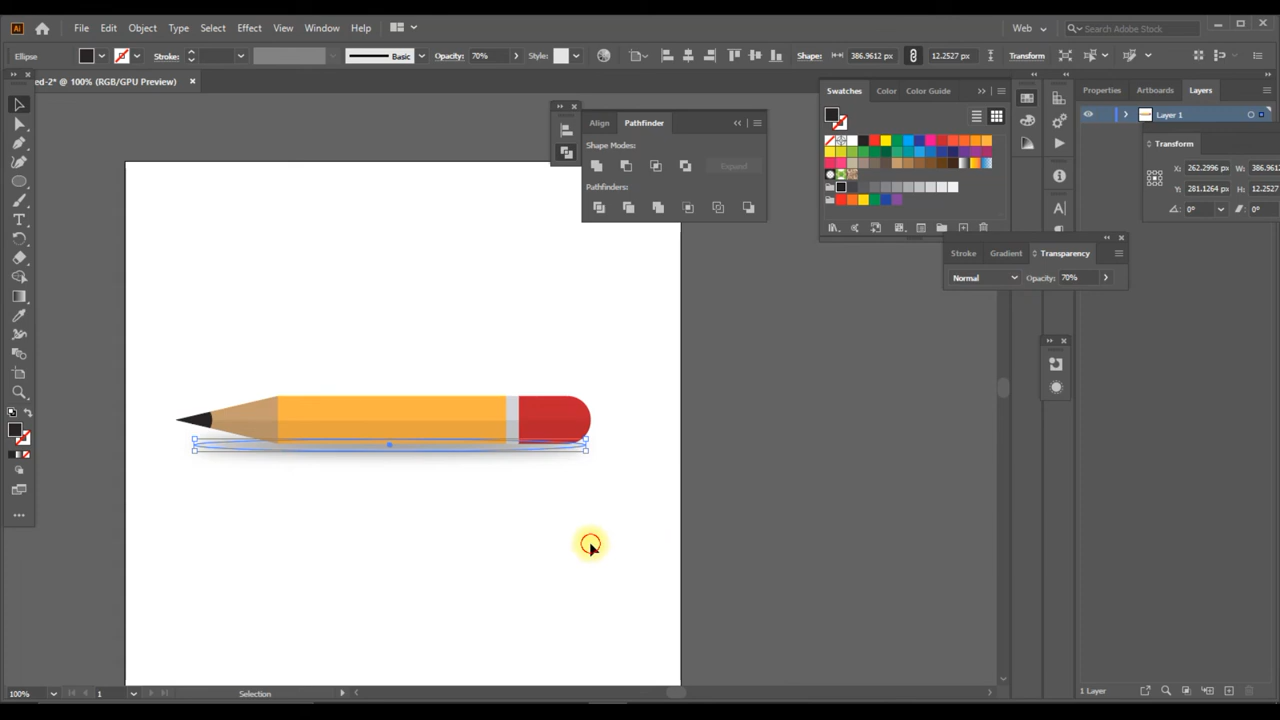 Ai File Edit Object Type Select Effect View Window Help Web Search Adobe Stock
Ellipse Stroke: Basic Opacity: 70% Style: Shape: 386.9612 px 12.2527 px Transform
ed-2* @ 100% (RGB/GPU Preview)
Swatches Color Color Guide
Properties Artboards Layers
Layer 1
Align Pathfinder
Shape Modes:
Expand
Pathfinders:
Transform
X: 262.2996 px W: 386.9612
Y: 281.1264 px H: 12.2527
0° 0°
Stroke Gradient Transparency
Normal Opacity: 70%
100% 1 Selection
1 Layer